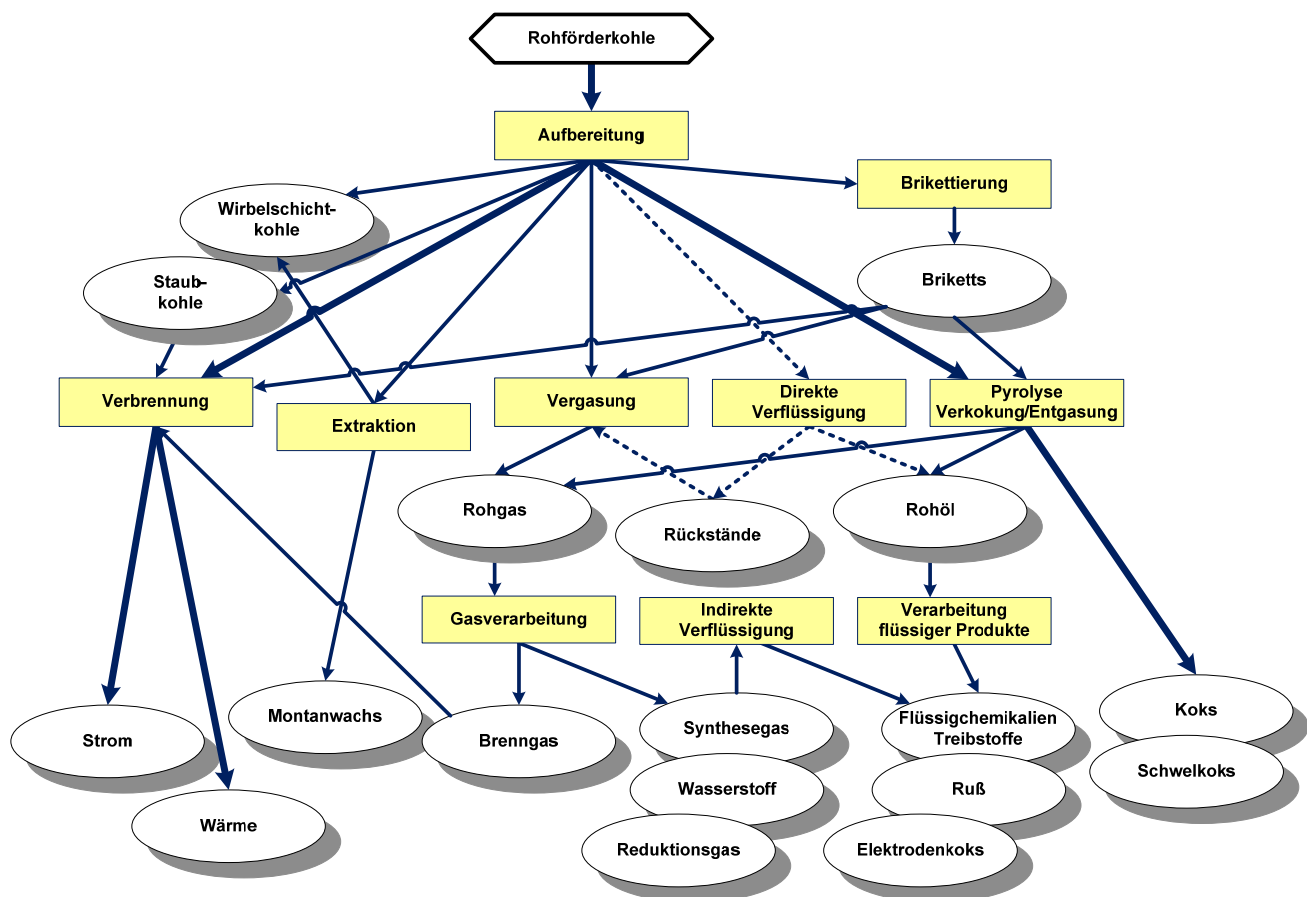 Rohförderkohle
Aufbereitung
Brikettierung
Wirbelschicht-
kohle
Staub-
kohle
Briketts
Verbrennung
Extraktion
Vergasung
Direkte
Verflüssigung
Pyrolyse
Verkokung/Entgasung
Rohgas
Rückstände
Rohöl
Gasverarbeitung
Indirekte
Verflüssigung
Verarbeitung
flüssiger Produkte
Strom
Montanwachs
Brenngas
Synthesegas
Flüssigchemikalien
Treibstoffe
Koks
Schwelkoks
Wasserstoff
Ruß
Wärme
Reduktionsgas
Elektrodenkoks